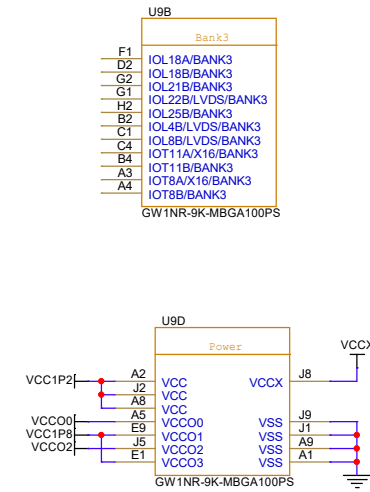 U9B
Bank3
F1 IOL18A/BANK3
D2 IOL18B/BANK3
G2 IOL21B/BANK3
G1 IOL22B/LVDS/BANK3
H2 IOL25B/BANK3
B2 IOL4B/LVDS/BANK3
C1 IOL8B/LVDS/BANK3
C4 IOT11A/X16/BANK3
B4 IOT11B/BANK3
A3 IOT8A/X16/BANK3
A4 IOT8B/BANK3
GW1NR-9K-MBGA100PS
U9D
Power
VCCX
VCC1P2 A2 VCC VCCX J8
J2 VCC
A8 VCC
VCCO0 A5 VCCO0 VSS J9
VCC1P8 E9 VCCO1 VSS J1
VCCO2 J5 VCCO2 VSS A9
E1 VCCO3 VSS A1
GW1NR-9K-MBGA100PS